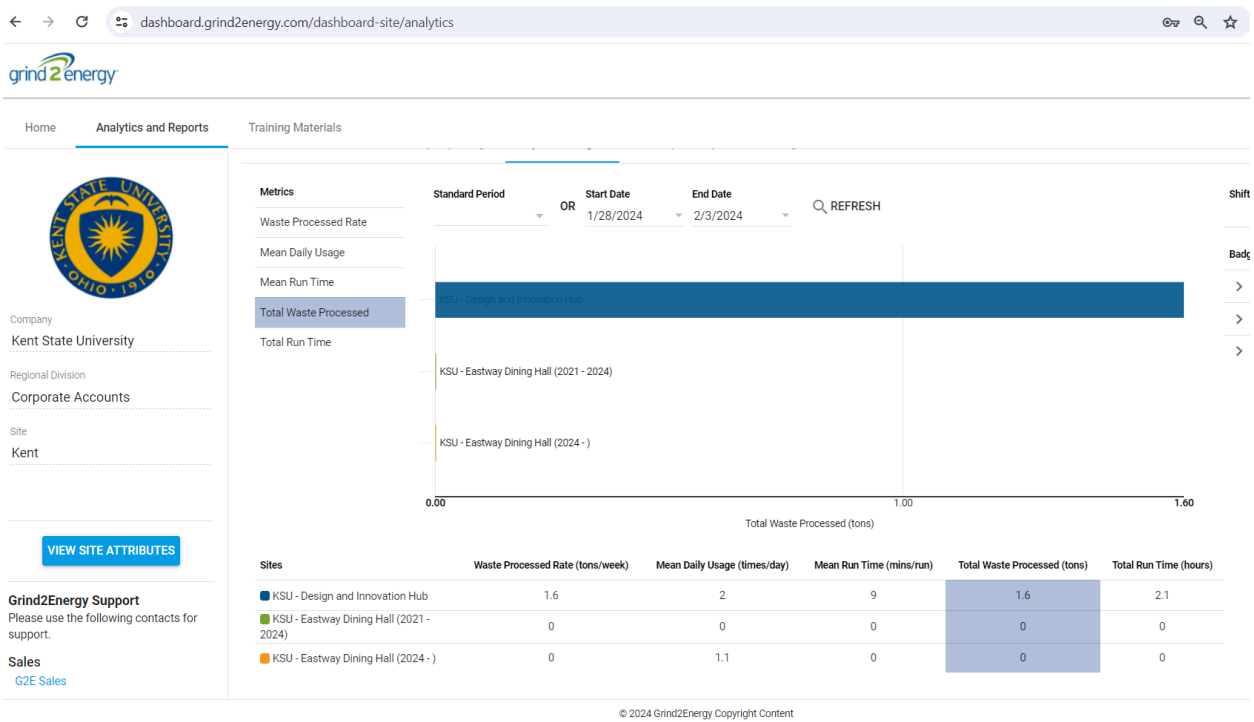 dashboard.grind2energy.com/dashboard-site/analytics
grind2energy
Home Analytics and Reports Training Materials
KENT STATE UNIVERSITY
OHIO · 1910
Company
Kent State University
Regional Division
Corporate Accounts
Site
Kent
VIEW SITE ATTRIBUTES
Grind2Energy Support
Please use the following contacts for
support.
Sales
G2E Sales
Metrics
Waste Processed Rate
Mean Daily Usage
Mean Run Time
Total Waste Processed
Total Run Time
Standard Period OR Start Date End Date
1/28/2024 2/3/2024 REFRESH
Shift
Badg
KSU - Design and Innovation Hub
KSU - Eastway Dining Hall (2021 - 2024)
KSU - Eastway Dining Hall (2024 - )
0.00 1.00 1.60
Total Waste Processed (tons)
Sites Waste Processed Rate (tons/week) Mean Daily Usage (times/day) Mean Run Time (mins/run) Total Waste Processed (tons) Total Run Time (hours)
KSU - Design and Innovation Hub 1.6 2 9 1.6 2.1
KSU - Eastway Dining Hall (2021 -
2024) 0 0 0 0 0
KSU - Eastway Dining Hall (2024 - ) 0 1.1 0 0 0
© 2024 Grind2Energy Copyright Content